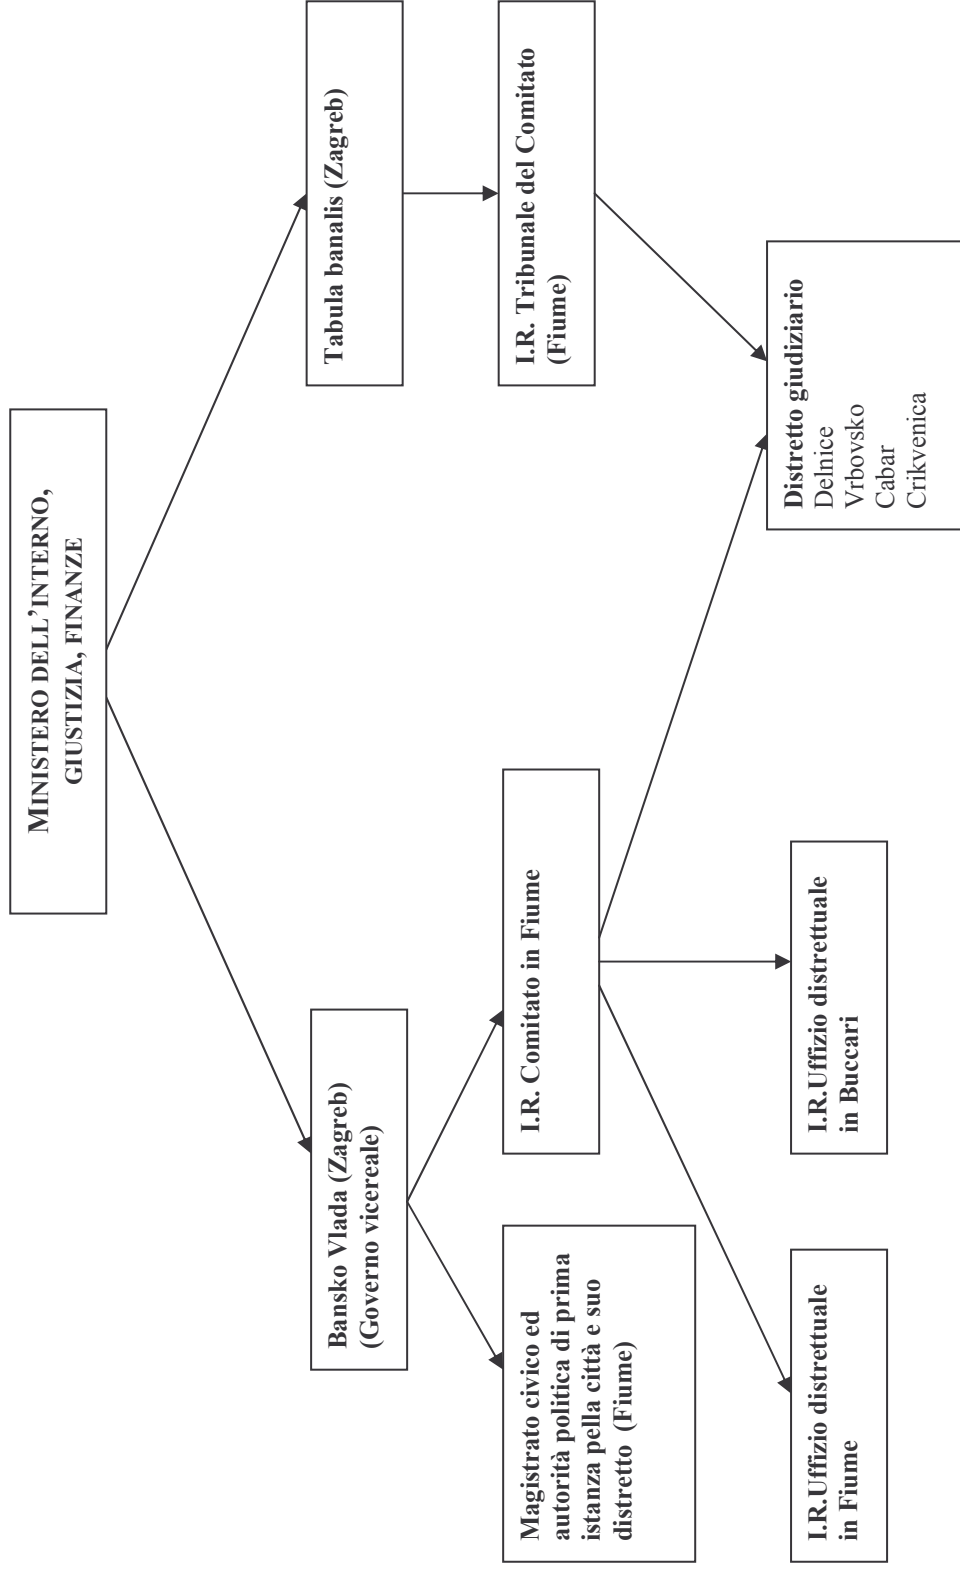 MINISTERO DELL’INTERNO,
GIUSTIZIA, FINANZE
Bansko Vlada (Zagreb)
(Governo vicereale)
Tabula banalis (Zagreb)
Magistrato civico ed
autorità politica di prima
istanza pella città e suo
distretto (Fiume)
I.R. Comitato in Fiume
I.R. Tribunale del Comitato
(Fiume)
I.R.Uffizio distrettuale
in Fiume
I.R.Uffizio distrettuale
in Buccari
Distretto giudiziario
Delnice
Vrbovsko
Cabar
Crikvenica